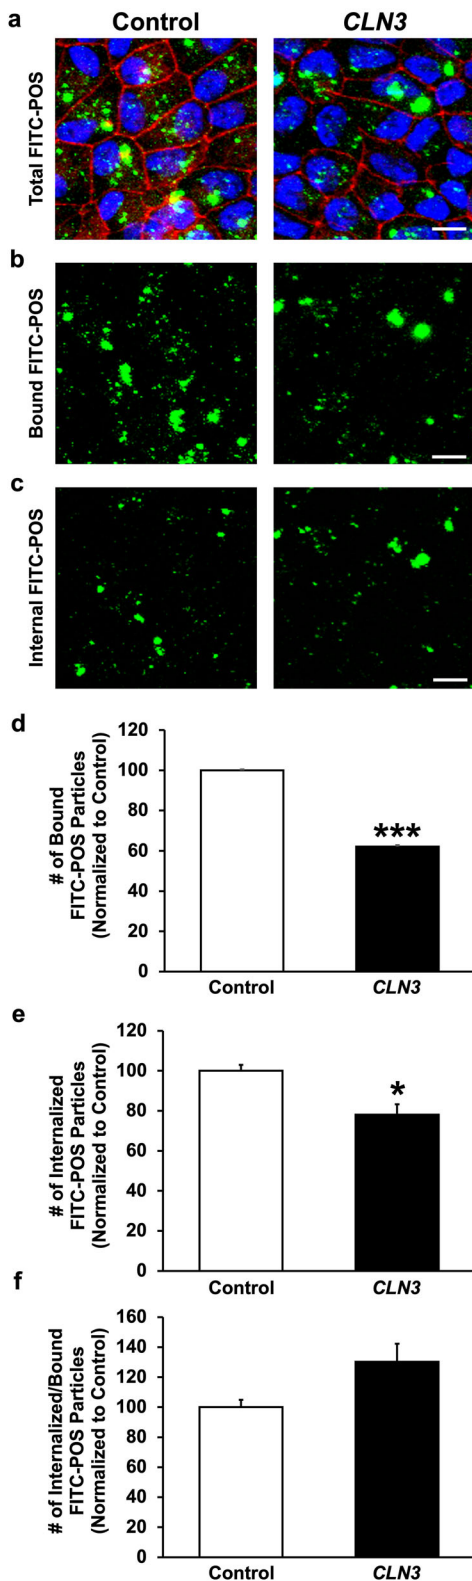 a
Control
CLN3
Total FITC-POS
b
Bound FITC-POS
c
Internal FITC-POS
d
# of Bound
FITC-POS Particles
(Normalized to Control)
120
100
80
60
40
20
0
***
Control
CLN3
e
# of Internalized
FITC-POS Particles
(Normalized to Control)
120
100
80
60
40
20
0
*
Control
CLN3
f
# of Internalized/Bound
FITC-POS Particles
(Normalized to Control)
160
140
120
100
80
60
40
20
0
Control
CLN3